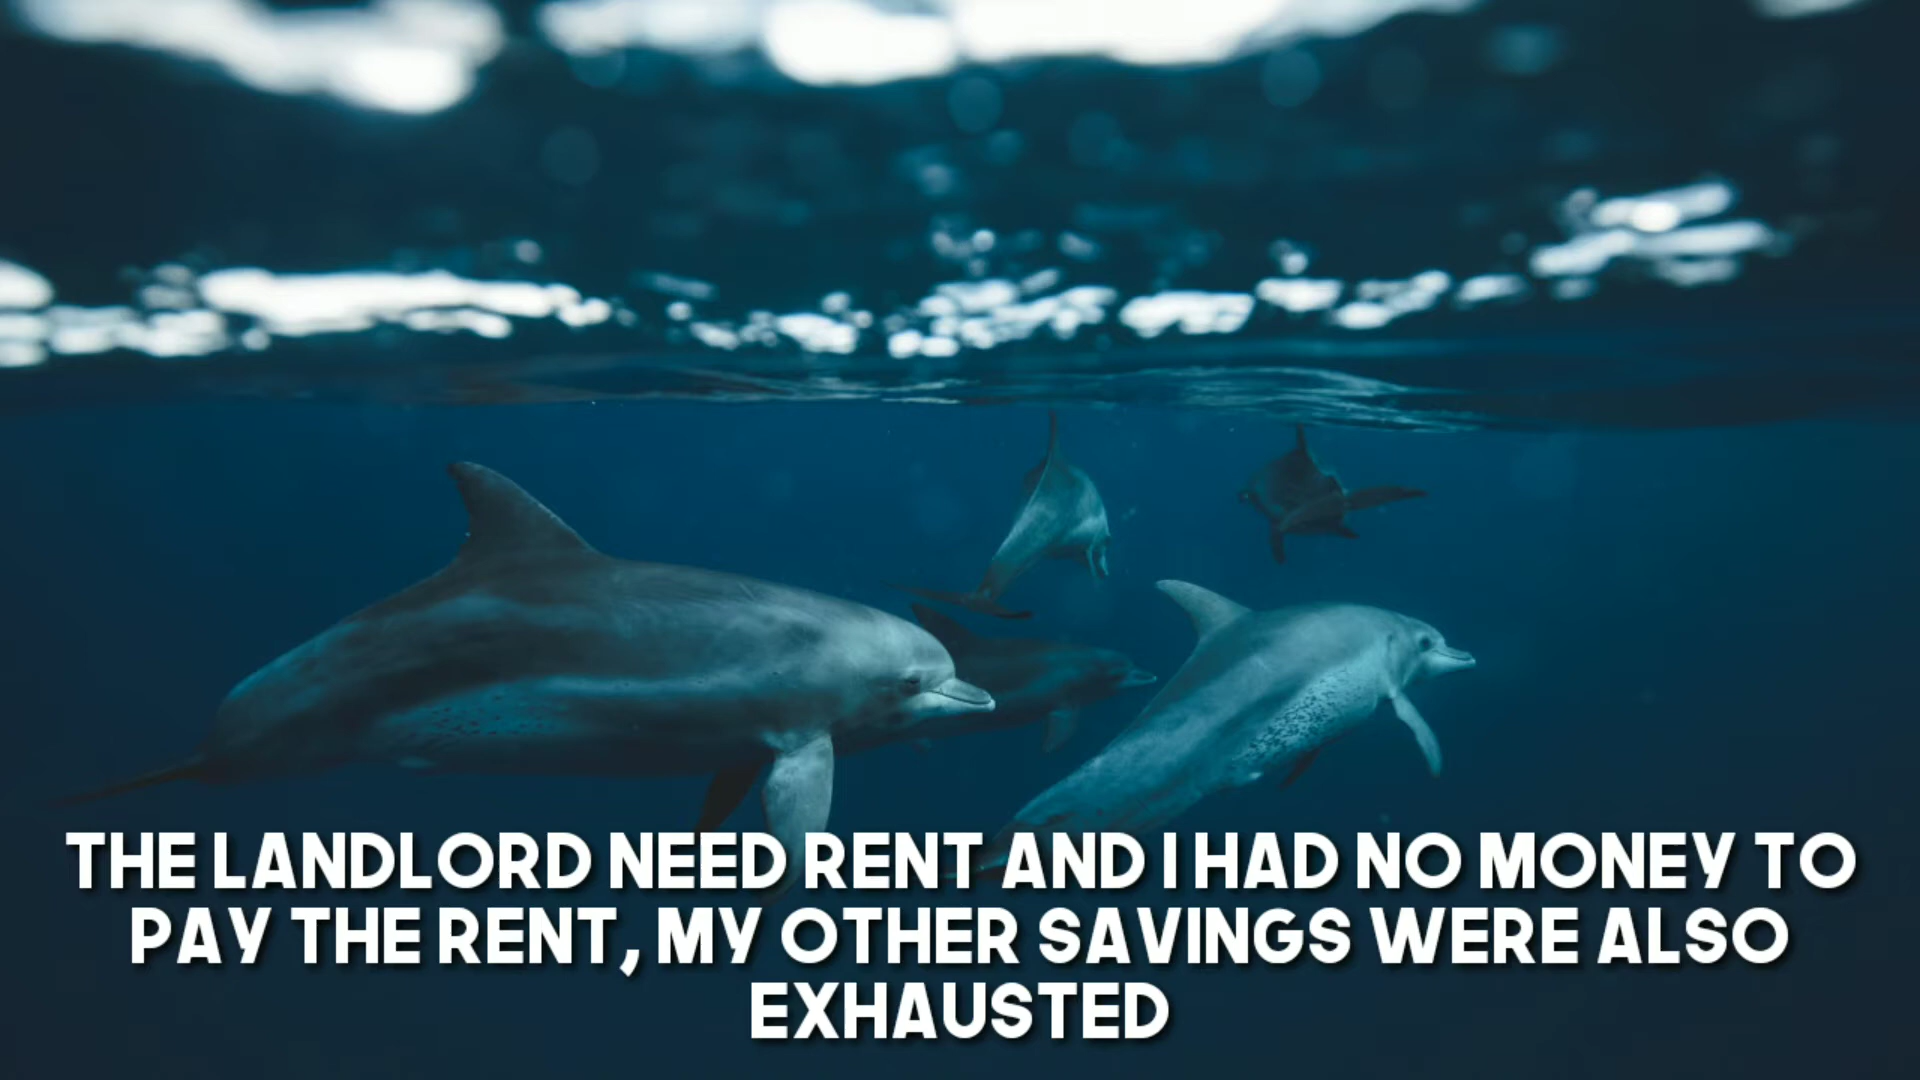 THE LANDLORD NEED RENT AND I HAD NO MONEY TO
PAY THE RENT, MY OTHER SAVINGS WERE ALSO
EXHAUSTED